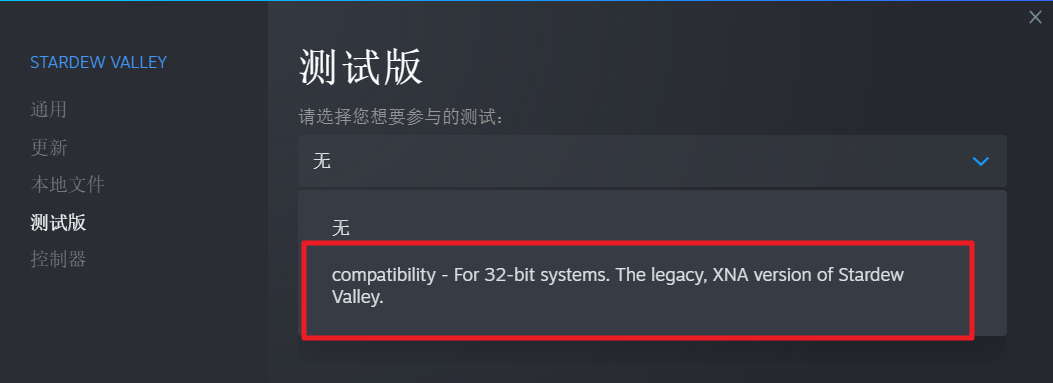 STARDEW VALLEY
通用
更新
本地文件
测试版
控制器
测试版
请选择您想要参与的测试：
无
无
compatibility - For 32-bit systems. The legacy, XNA version of Stardew
Valley.